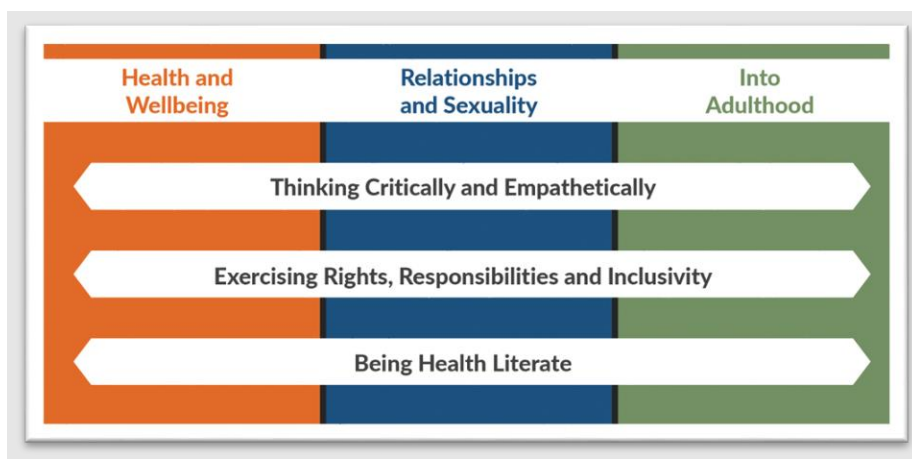 Health and
Wellbeing
Relationships
and Sexuality
Into
Adulthood
Thinking Critically and Empathetically
Exercising Rights, Responsibilities and Inclusivity
Being Health Literate